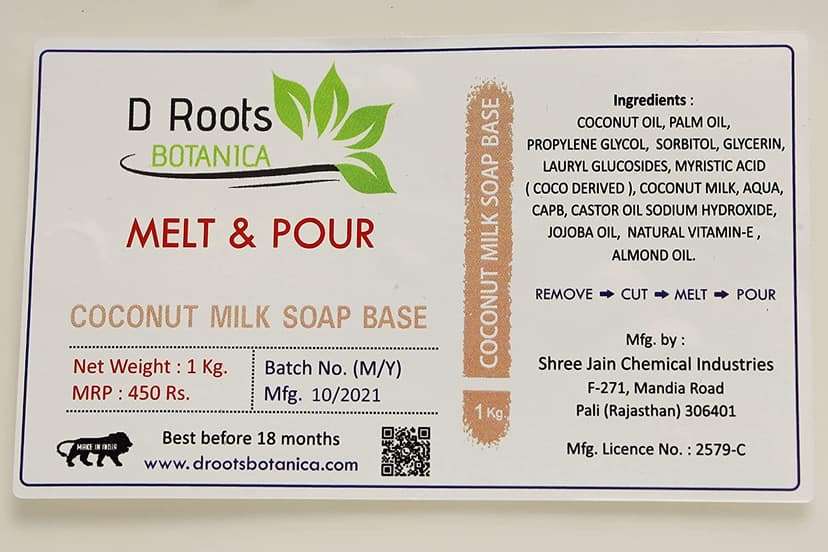 D Roots
BOTANICA
MELT & POUR
COCONUT MILK SOAP BASE
Net Weight : 1 Kg.
MRP : 450 Rs.
Batch No. (M/Y)
Mfg. 10/2021
MAKE IN INDIA
Best before 18 months
www.drootsbotanica.com
COCONUT MILK SOAP BASE
1 Kg.
Ingredients :
COCONUT OIL, PALM OIL,
PROPYLENE GLYCOL, SORBITOL, GLYCERIN,
LAURYL GLUCOSIDES, MYRISTIC ACID
( COCO DERIVED ), COCONUT MILK, AQUA,
CAPB, CASTOR OIL SODIUM HYDROXIDE,
JOJOBA OIL, NATURAL VITAMIN-E ,
ALMOND OIL.
REMOVE ➡ CUT ➡ MELT ➡ POUR
Mfg. by :
Shree Jain Chemical Industries
F-271, Mandia Road
Pali (Rajasthan) 306401
Mfg. Licence No. : 2579-C